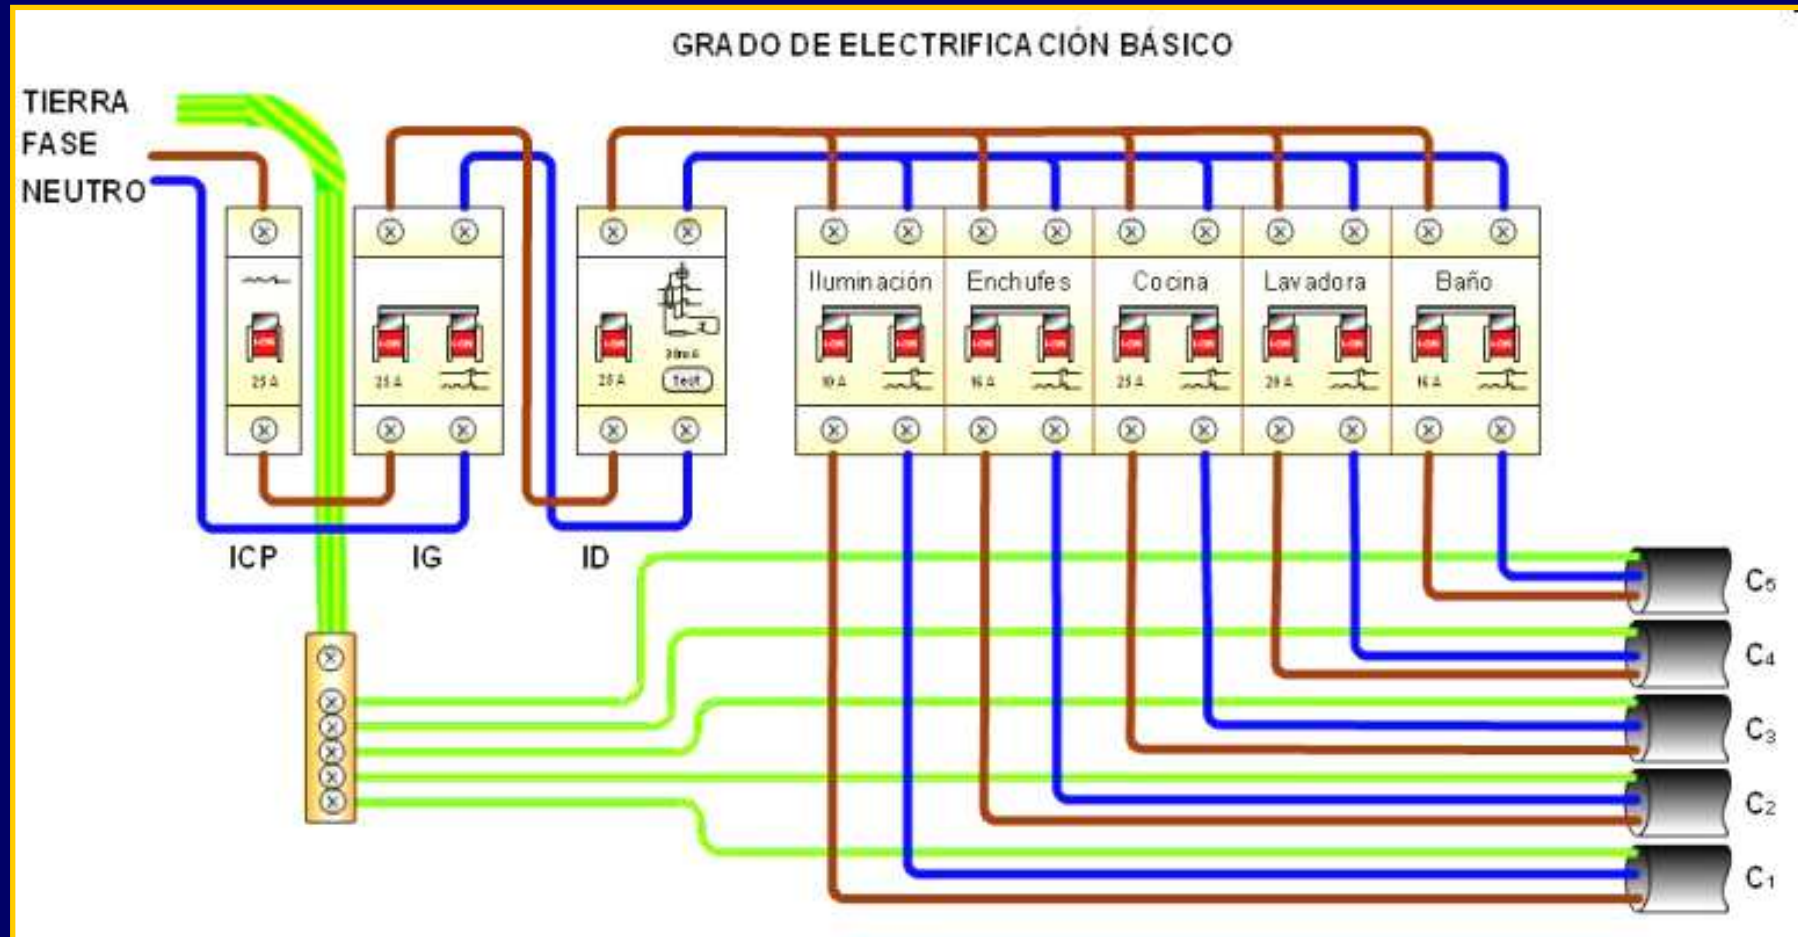 GRADO DE ELECTRIFICACIÓN BÁSICO
TIERRA
FASE
NEUTRO
Iluminación Enchufes Cocina Lavadora Baño
25 A 25 A 25 A 30mA Test 10 A 16 A 25 A 20 A 16 A
ICP IG ID
C5
C4
C3
C2
C1